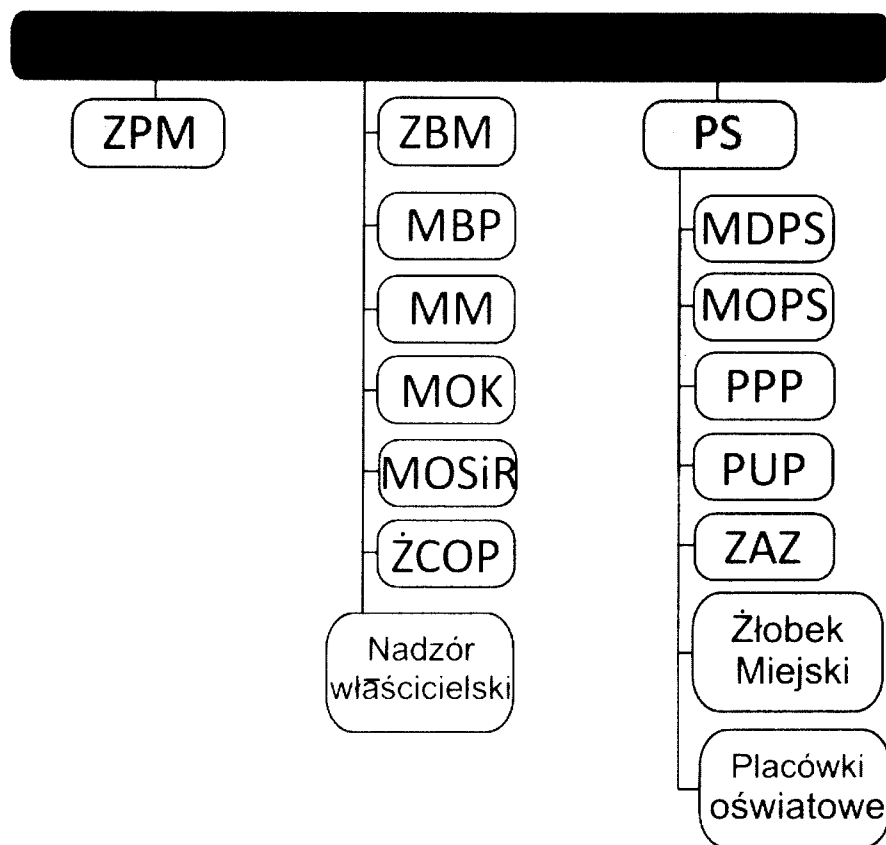 ZPM
ZBM
MBP
MM
MOK
MOSiR
ŻCOP
Nadzór
właścicielski
PS
MDPS
MOPS
PPP
PUP
ZAZ
Żłobek
Miejski
Placówki
oświatowe